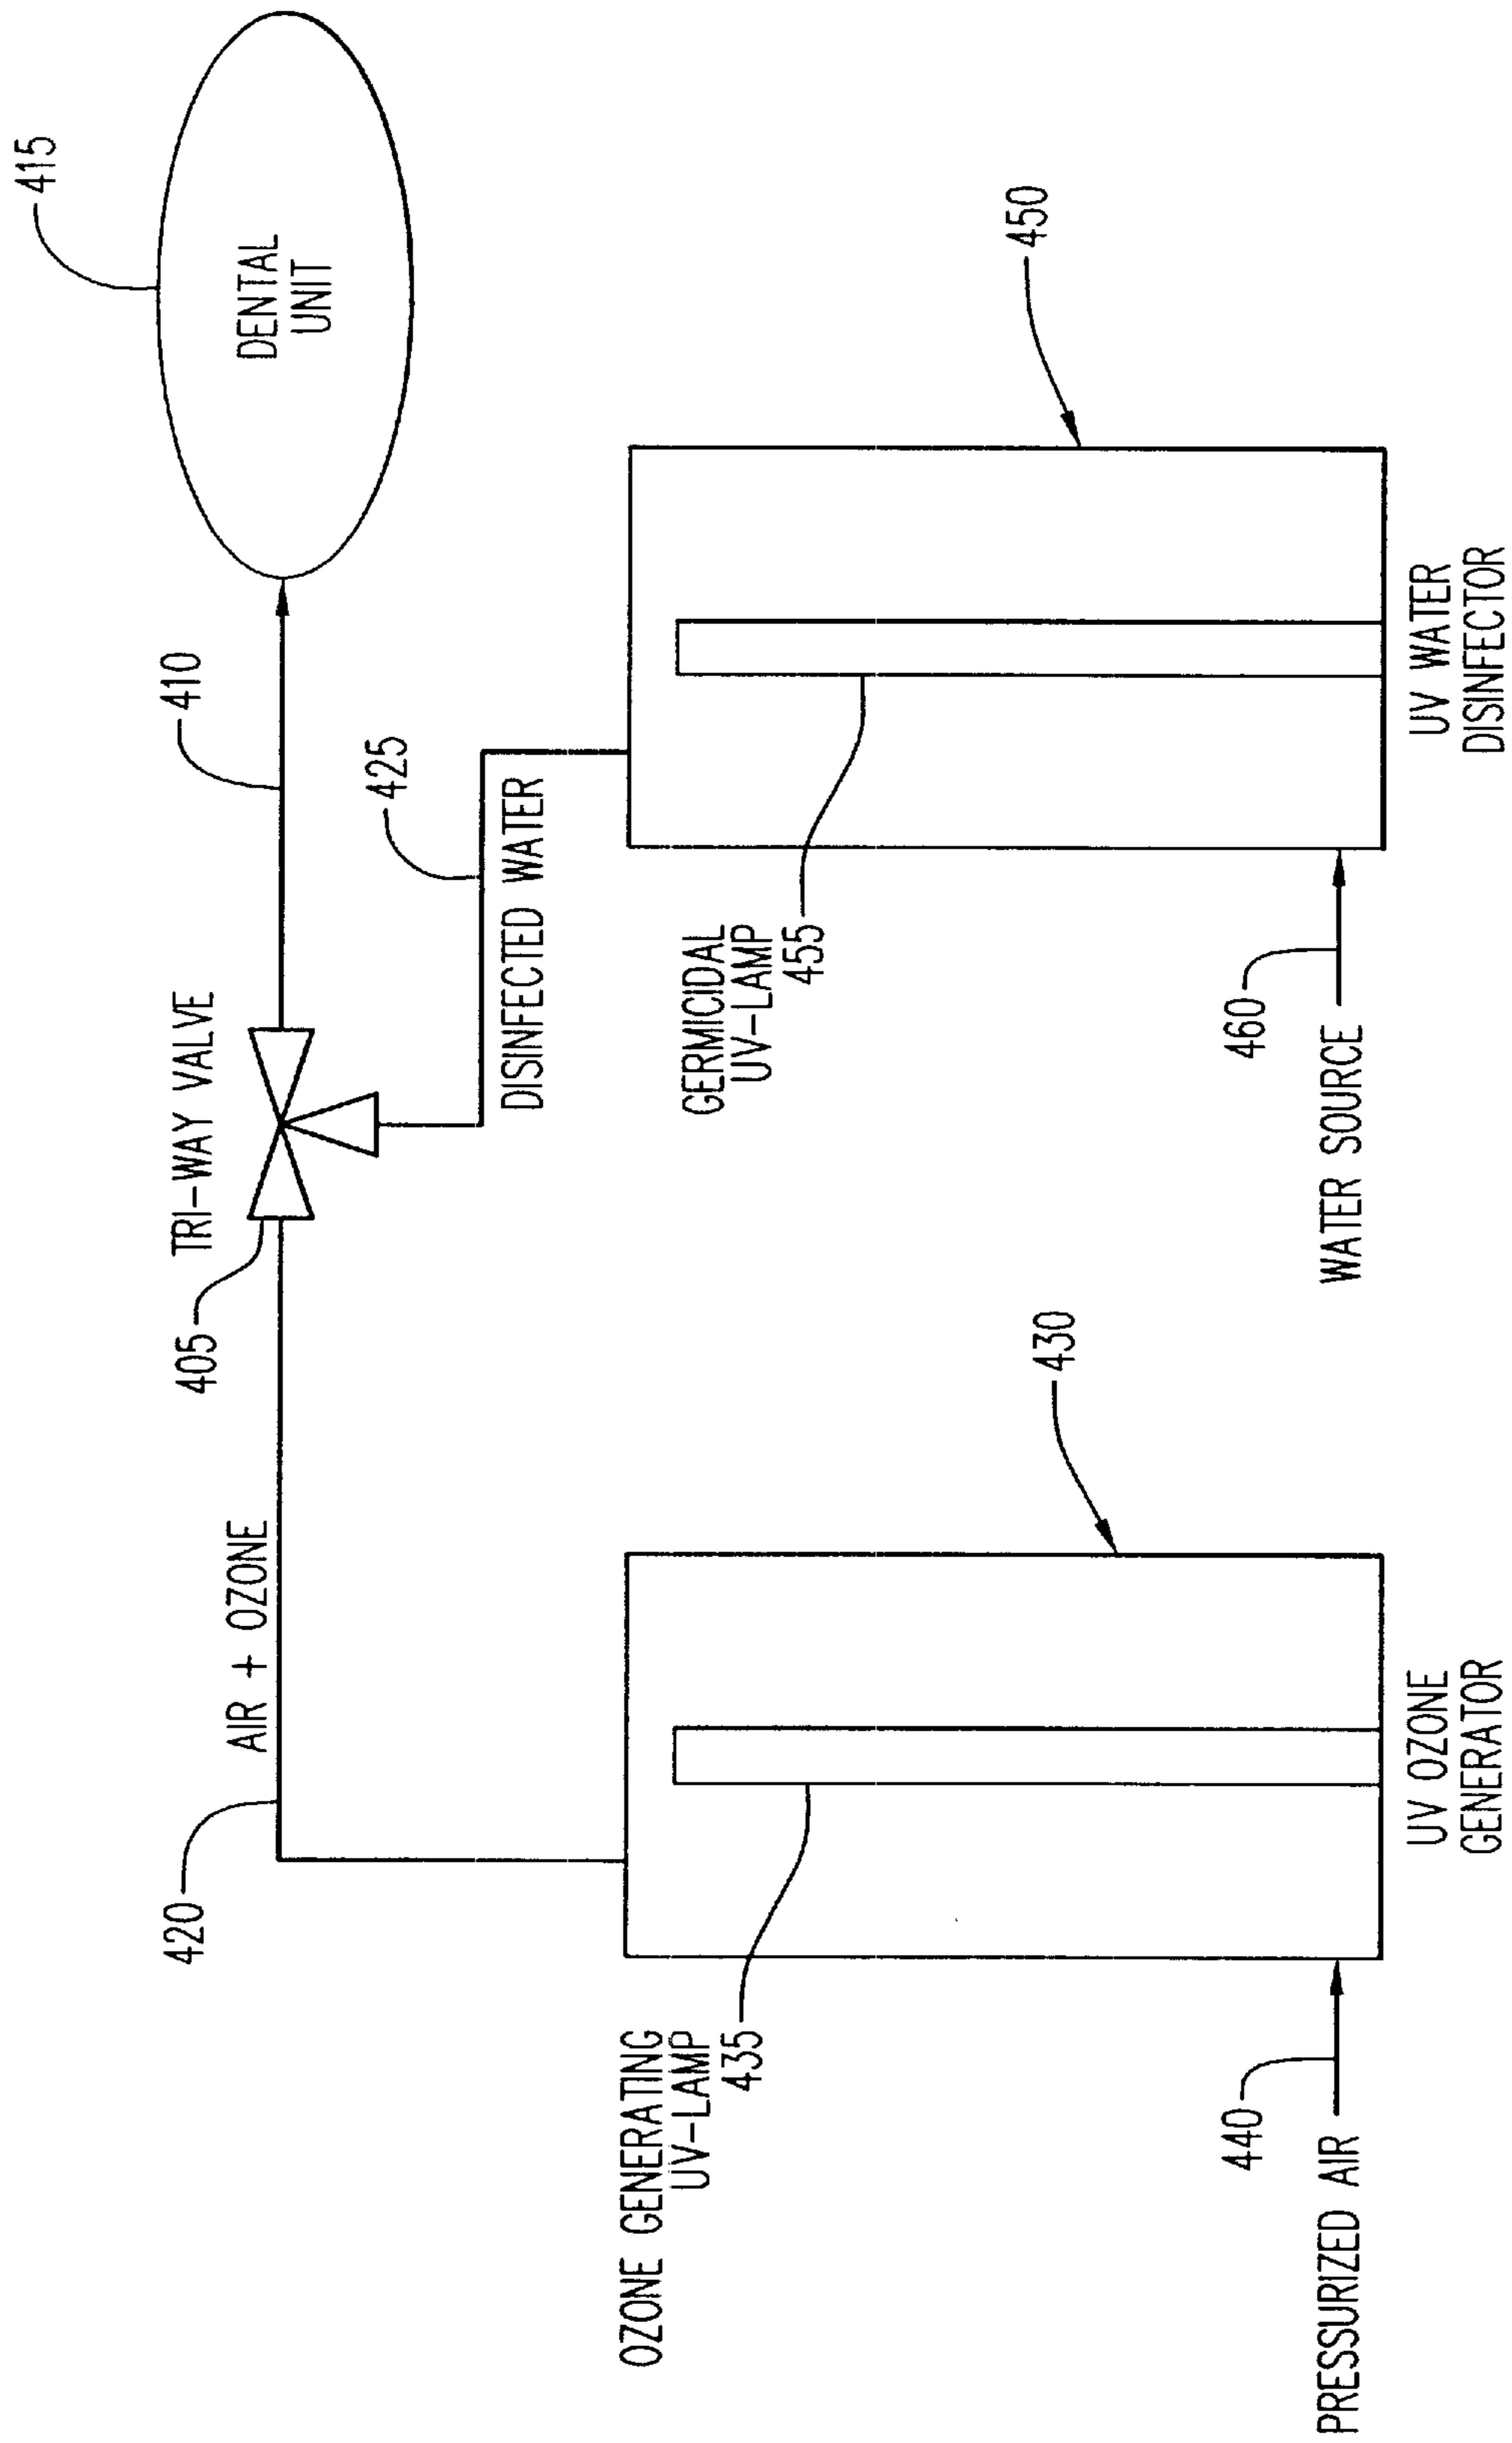 415
DENTAL
UNIT
410
TRI-WAY VALVE
405
AIR + OZONE
420
425
DISINFECTED WATER
450
GERMICIDAL
UV-LAMP
455
460
WATER SOURCE
UV WATER
DISINFECTOR
430
OZONE GENERATING
UV-LAMP
435
440
PRESSURIZED AIR
UV OZONE
GENERATOR